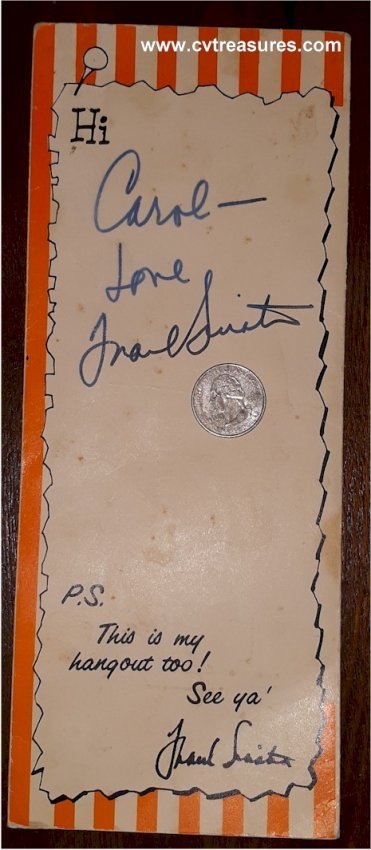 www.cvtreasures.com
Hi
Carol —
Love
Frank Sinatra
P.S.
This is my
hangout too!
See ya'
Frank Sinatra